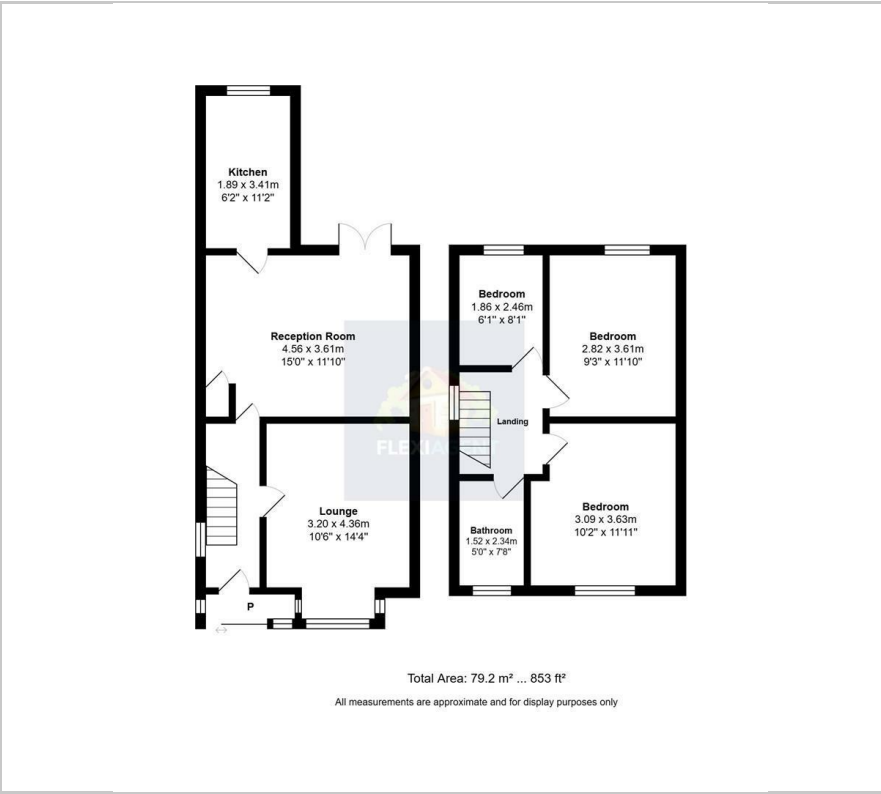 Kitchen
1.89 x 3.41m
6'2" x 11'2"
Reception Room
4.56 x 3.61m
15'0" x 11'10"
Lounge
3.20 x 4.36m
10'6" x 14'4"
P
Bedroom
1.86 x 2.46m
6'1" x 8'1"
Bedroom
2.82 x 3.61m
9'3" x 11'10"
Landing
Bedroom
3.09 x 3.63m
10'2" x 11'11"
Bathroom
1.52 x 2.34m
5'0" x 7'8"
FLEXIAGENT
Total Area: 79.2 m² ... 853 ft²
All measurements are approximate and for display purposes only